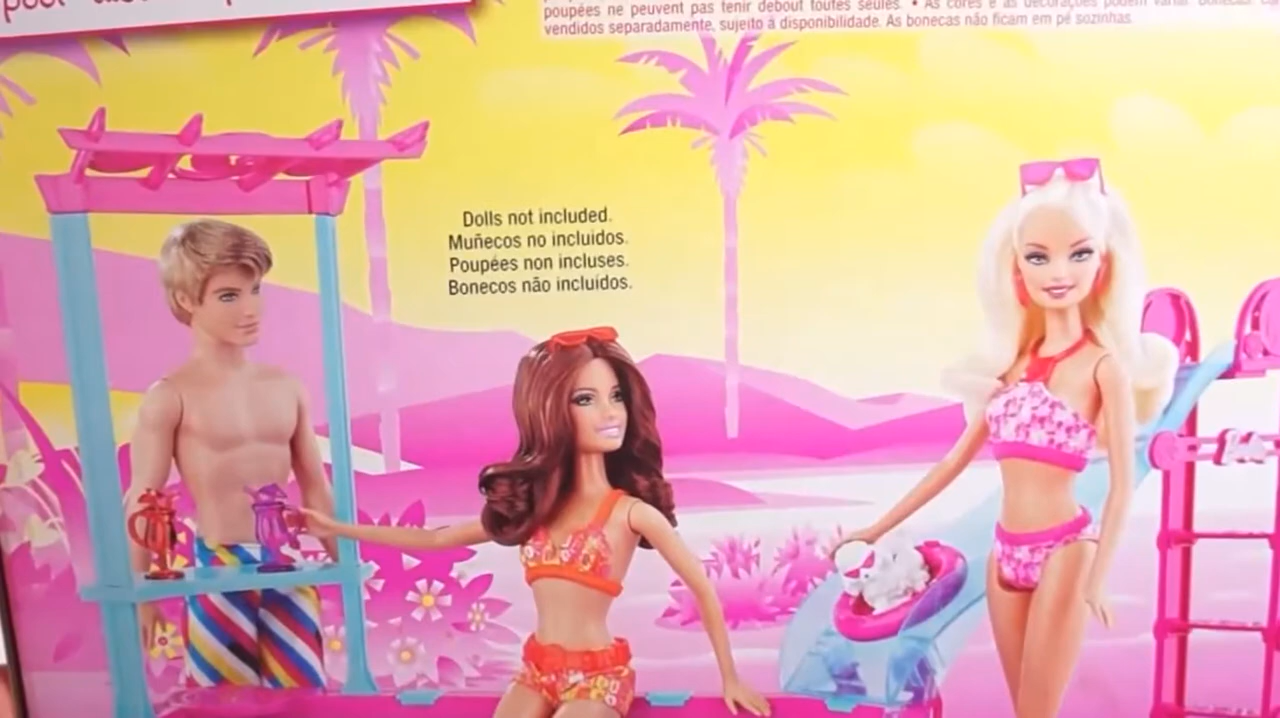 poupées ne peuvent pas tenir debout toutes seules. • As cores e as decorações podem variar. Bonecas
vendidos separadamente, sujeito à disponibilidade. As bonecas não ficam em pé sozinhas.
Dolls not included.
Muñecos no incluidos.
Poupées non incluses.
Bonecos não incluídos.